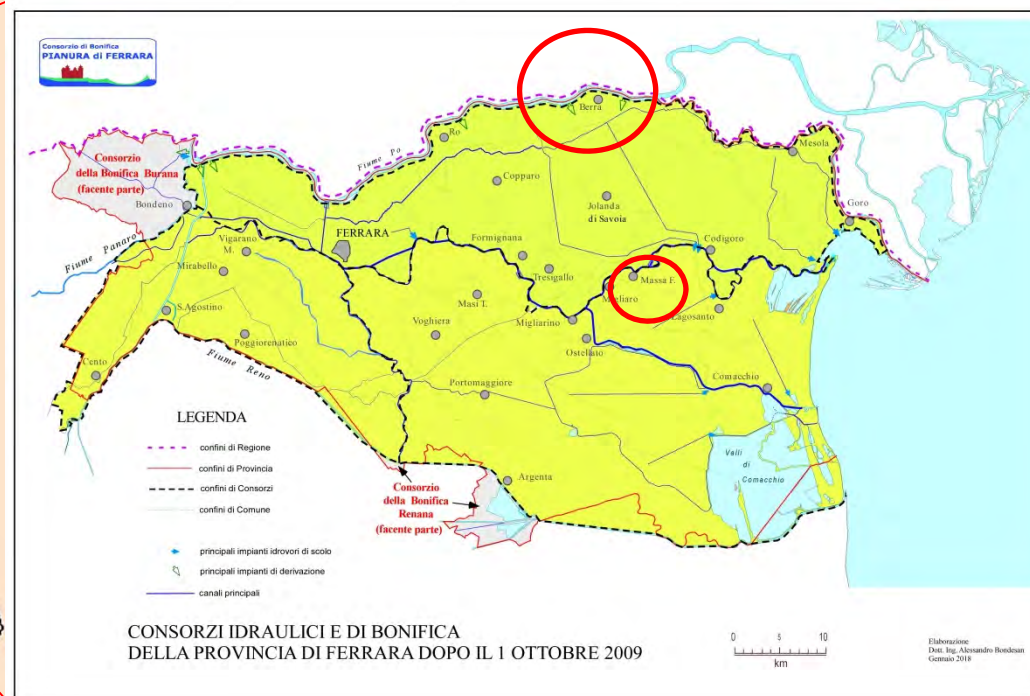 Consorzio di Bonifica
PIANURA di FERRARA
Berra
Ro
Fiume Po
Mesola
Consorzio
della Bonifica Burana
(facente parte)
Copparo
Jolanda
di Savoia
Bondeno
Goro
FERRARA
Formignana
Codigoro
Fiume Panaro
Vigarano
M.
Mirabello
Tresigallo
Massa F.
Migliaro
Masi T.
S.Agostino
Voghiera
Migliarino
Lagosanto
Poggiorenatico
Ostellato
Fiume Reno
Cento
Portomaggiore
Comacchio
LEGENDA
confini di Regione
confini di Provincia
confini di Consorzi
confini di Comune
Consorzio
della Bonifica
Renana
(facente parte)
Argenta
Valli
di
Comacchio
principali impianti idrovori di scolo
principali impianti di derivazione
canali principali
CONSORZI IDRAULICI E DI BONIFICA
DELLA PROVINCIA DI FERRARA DOPO IL 1 OTTOBRE 2009
0 5 10
km
Elaborazione
Dott. Ing. Alessandro Bondesan
Gennaio 2018